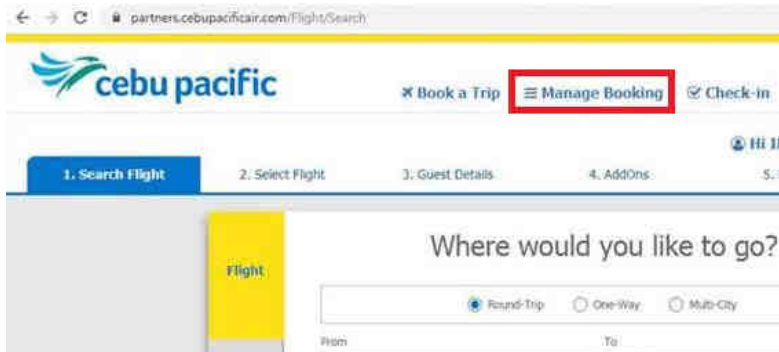 partners.cebupacificair.com/Flight/Search
cebu pacific
Book a Trip
Manage Booking
Check-in
Hi
1. Search Flight
2. Select Flight
3. Guest Details
4. AddOns
5.
Where would you like to go?
Flight
Round-Trip
One-Way
Multi-City
From
To